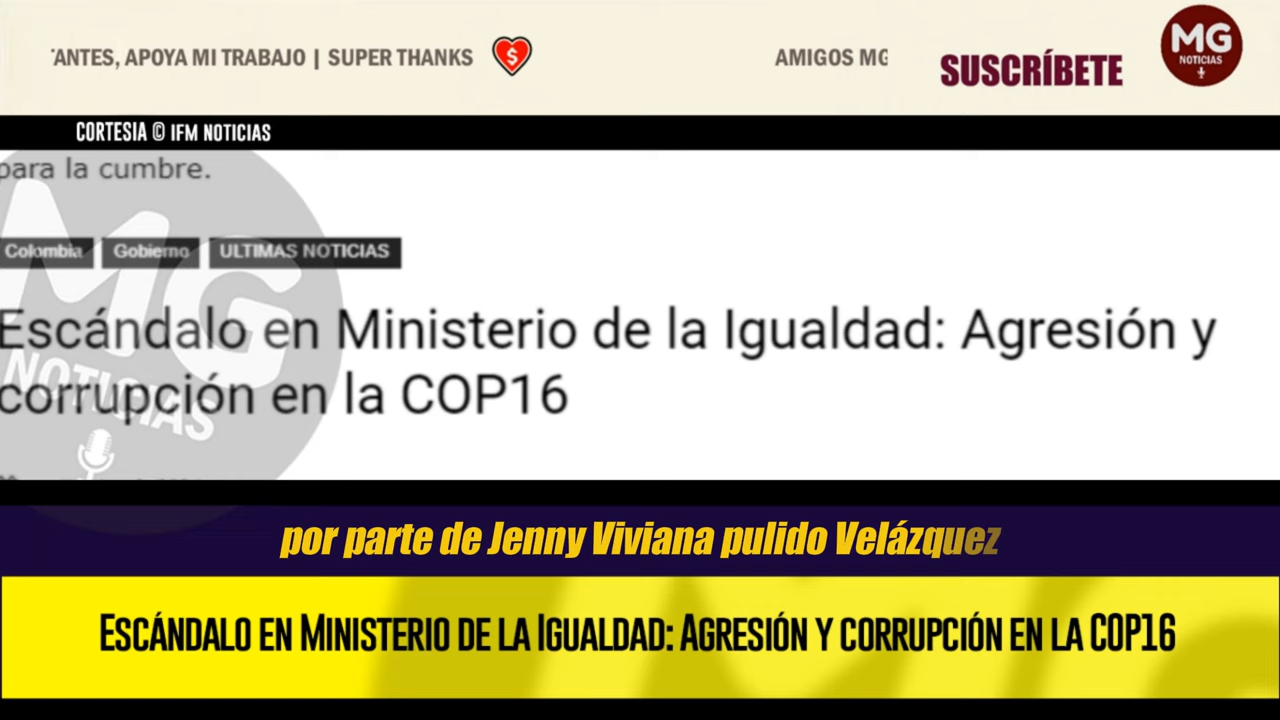 'ANTES, APOYA MI TRABAJO | SUPER THANKS
AMIGOS MG
SUSCRÍBETE
MG
NOTICIAS
CORTESIA © IFM NOTICIAS
para la cumbre.
Colombia
Gobierno
ULTIMAS NOTICIAS
Escándalo en Ministerio de la Igualdad: Agresión y
corrupción en la COP16
MG
NOTICIAS
por parte de Jenny Viviana pulido Velázquez
Escándalo en Ministerio de la Igualdad: Agresión y corrupción en la COP16